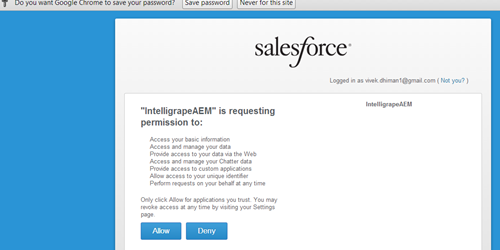 Do you want Google Chrome to save your password? Save password Never for this site
salesforce
Logged in as vivek.dhiman1@gmail.com ( Not you? )
"IntelligrapeAEM" is requesting
permission to:
IntelligrapeAEM
Access your basic information
Access and manage your data
Provide access to your data via the Web
Access and manage your Chatter data
Provide access to custom applications
Allow access to your unique identifier
Perform requests on your behalf at any time
Only click Allow for applications you trust. You may
revoke access at any time by visiting your Settings
page.
Allow Deny